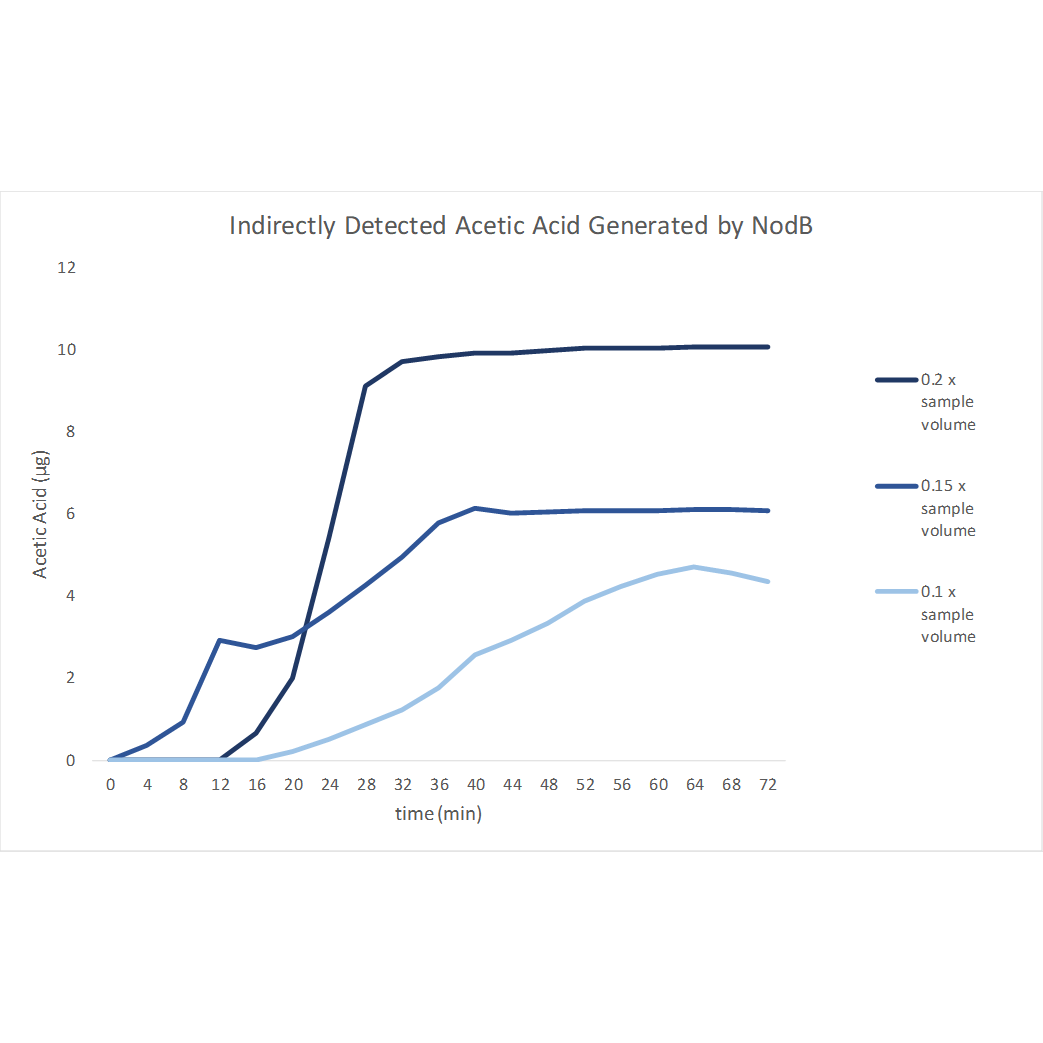 Indirectly Detected Acetic Acid Generated by NodB
12
10
8
6
4
2
0
Acetic Acid (µg)
0 4 8 12 16 20 24 28 32 36 40 44 48 52 56 60 64 68 72
time (min)
0.2 x
sample
volume
0.15 x
sample
volume
0.1 x
sample
volume